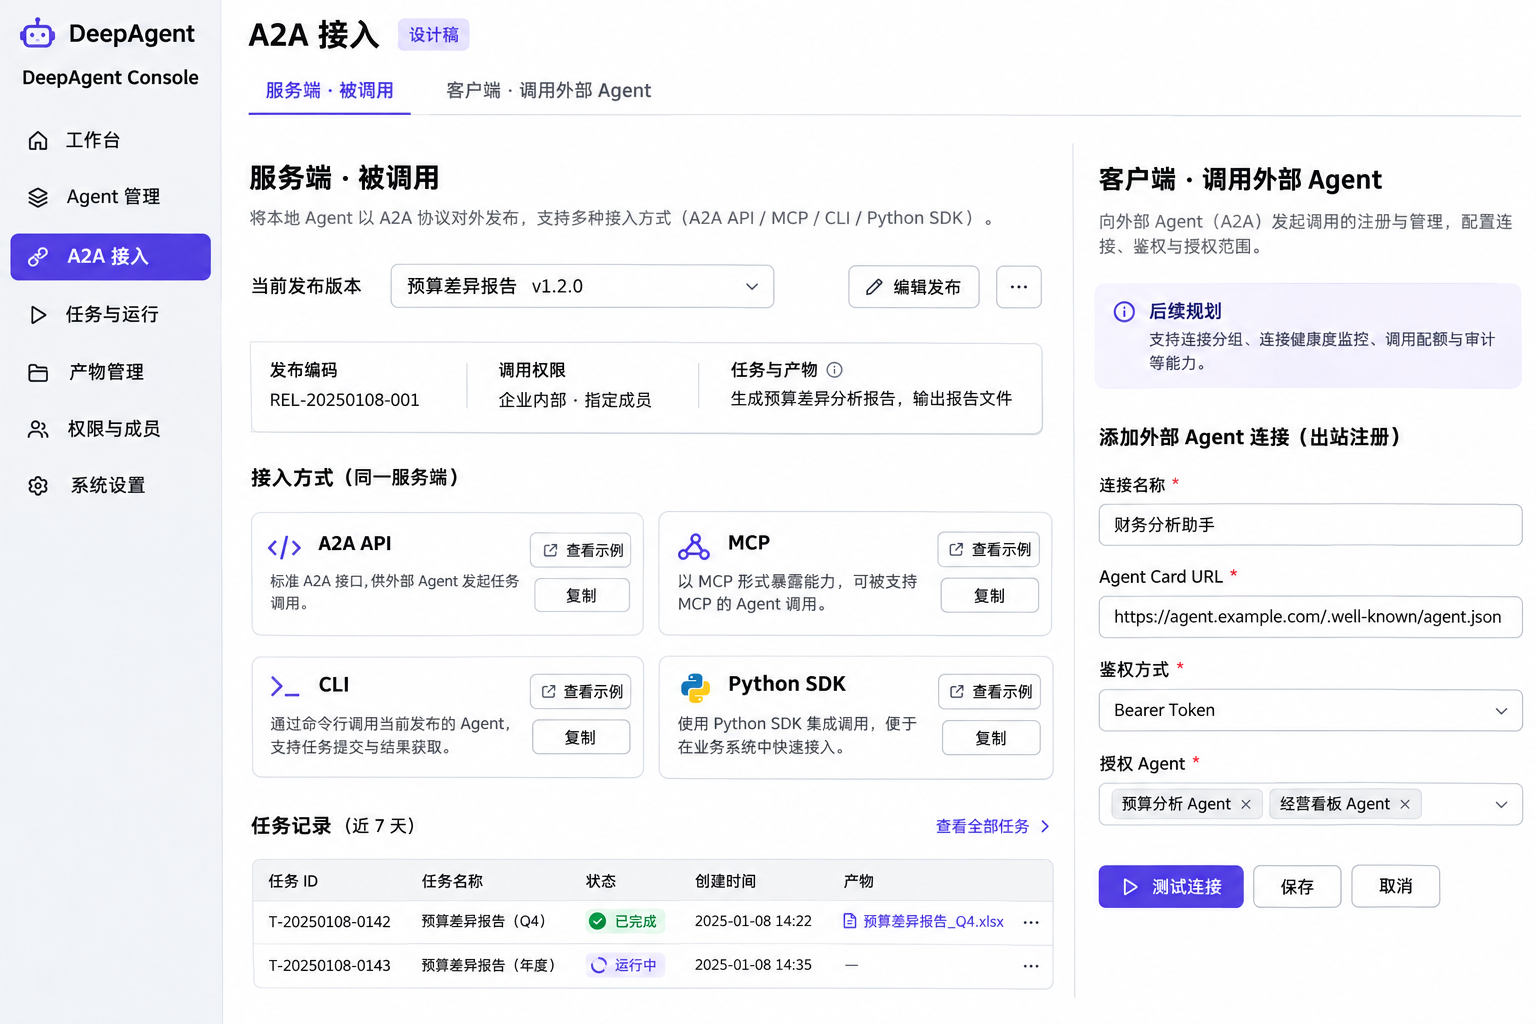 DeepAgent
DeepAgent Console
工作台
Agent 管理
A2A 接入
任务与运行
产物管理
权限与成员
系统设置
A2A 接入
设计稿
服务端 · 被调用
客户端 · 调用外部 Agent
服务端 · 被调用
将本地 Agent 以 A2A 协议对外发布，支持多种接入方式（A2A API / MCP / CLI / Python SDK）。
当前发布版本
预算差异报告 v1.2.0
编辑发布
···
发布编码
REL-20250108-001
调用权限
企业内部 · 指定成员
任务与产物
生成预算差异分析报告，输出报告文件
接入方式（同一服务端）
A2A API
标准 A2A 接口，供外部 Agent 发起任务
调用。
查看示例
复制
MCP
以 MCP 形式暴露能力，可被支持
MCP 的 Agent 调用。
查看示例
复制
CLI
通过命令行调用当前发布的 Agent，
支持任务提交与结果获取。
查看示例
复制
Python SDK
使用 Python SDK 集成调用，便于
在业务系统中快速接入。
查看示例
复制
任务记录（近 7 天）
查看全部任务
任务 ID 任务名称 状态 创建时间 产物
T-20250108-0142 预算差异报告（Q4） 已完成 2025-01-08 14:22 预算差异报告_Q4.xlsx ···
T-20250108-0143 预算差异报告（年度） 运行中 2025-01-08 14:35 — ···
客户端 · 调用外部 Agent
向外部 Agent（A2A）发起调用的注册与管理，配置连
接、鉴权与授权范围。
后续规划
支持连接分组、连接健康度监控、调用配额与审计
等能力。
添加外部 Agent 连接（出站注册）
连接名称 *
财务分析助手
Agent Card URL *
https://agent.example.com/.well-known/agent.json
鉴权方式 *
Bearer Token
授权 Agent *
预算分析 Agent × 经营看板 Agent ×
测试连接
保存
取消